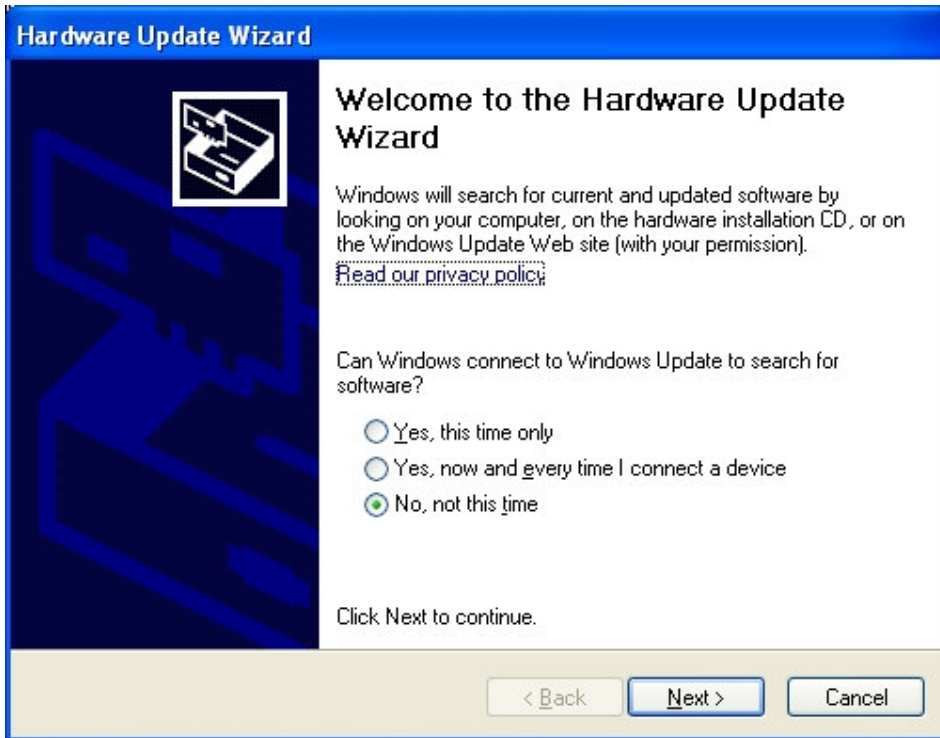 Hardware Update Wizard
Welcome to the Hardware Update
Wizard
Windows will search for current and updated software by
looking on your computer, on the hardware installation CD, or on
the Windows Update Web site (with your permission).
Read our privacy policy
Can Windows connect to Windows Update to search for
software?
Yes, this time only
Yes, now and every time I connect a device
No, not this time
Click Next to continue.
< Back
Next >
Cancel